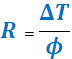 R = ΔT/ϕ